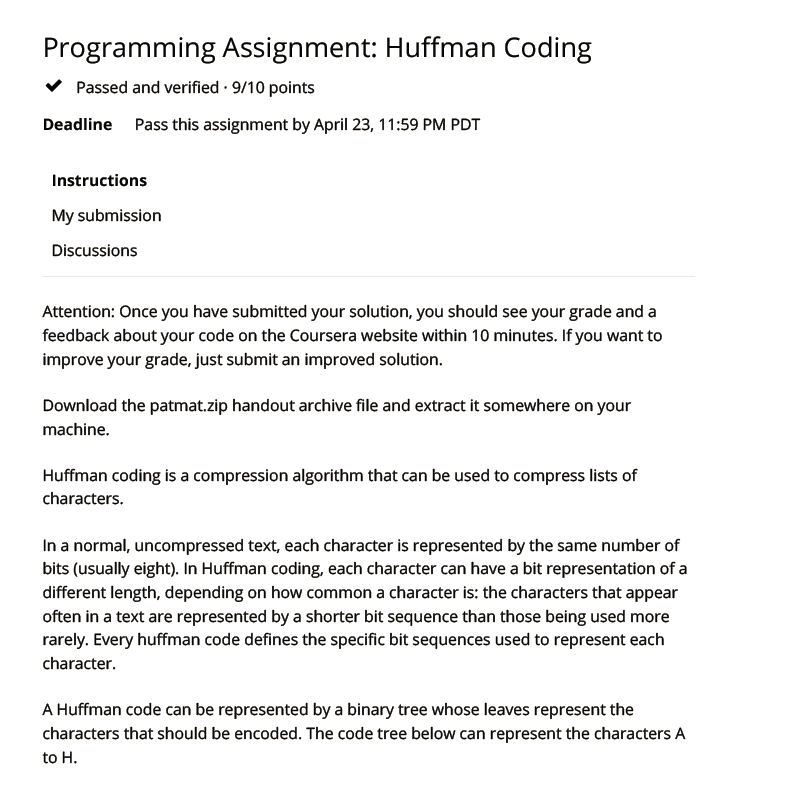 Programming Assignment: Huffman Coding
Passed and verified · 9/10 points
Deadline Pass this assignment by April 23, 11:59 PM PDT
Instructions
My submission
Discussions
Attention: Once you have submitted your solution, you should see your grade and a
feedback about your code on the Coursera website within 10 minutes. If you want to
improve your grade, just submit an improved solution.
Download the patmat.zip handout archive file and extract it somewhere on your
machine.
Huffman coding is a compression algorithm that can be used to compress lists of
characters.
In a normal, uncompressed text, each character is represented by the same number of
bits (usually eight). In Huffman coding, each character can have a bit representation of a
different length, depending on how common a character is: the characters that appear
often in a text are represented by a shorter bit sequence than those being used more
rarely. Every huffman code defines the specific bit sequences used to represent each
character.
A Huffman code can be represented by a binary tree whose leaves represent the
characters that should be encoded. The code tree below can represent the characters A
to H.